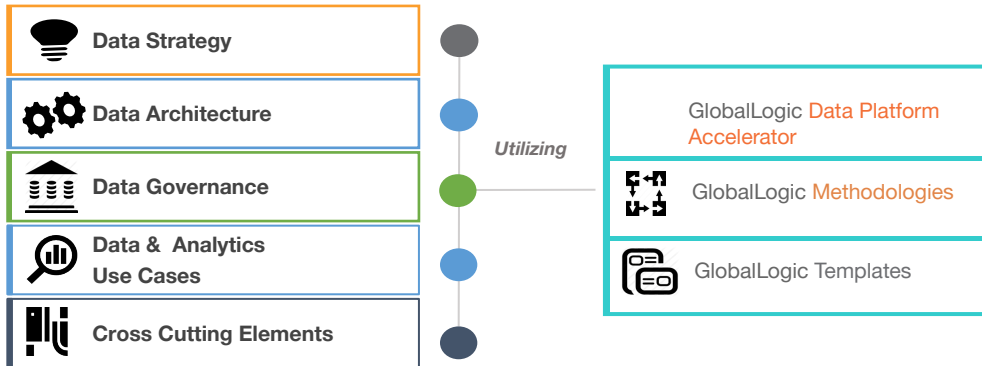 Data Strategy
Data Architecture
Data Governance
Data & Analytics
Use Cases
Cross Cutting Elements
Utilizing
GlobalLogic Data Platform
Accelerator
GlobalLogic Methodologies
GlobalLogic Templates